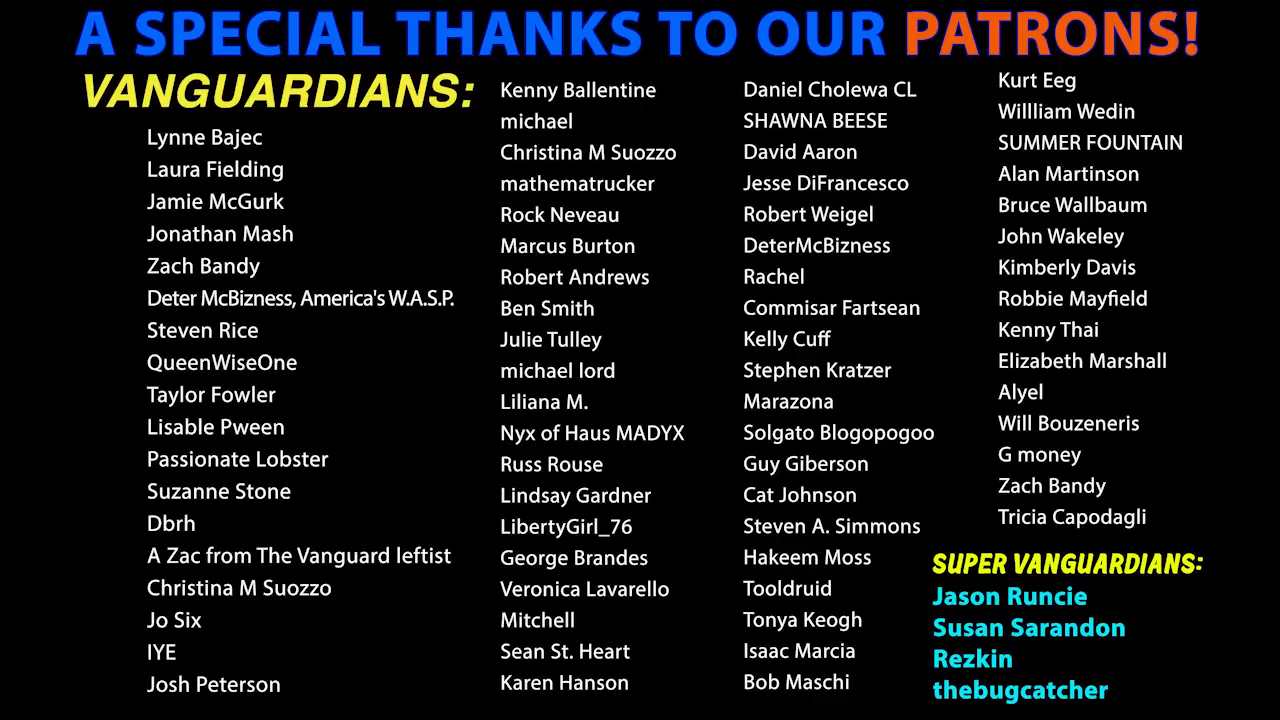 A SPECIAL THANKS TO OUR PATRONS!
VANGUARDIANS:
Lynne Bajec
Laura Fielding
Jamie McGurk
Jonathan Mash
Zach Bandy
Deter McBizness, America's W.A.S.P.
Steven Rice
QueenWiseOne
Taylor Fowler
Lisable Pween
Passionate Lobster
Suzanne Stone
Dbrh
A Zac from The Vanguard leftist
Christina M Suozzo
Jo Six
IYE
Josh Peterson
Kenny Ballentine
michael
Christina M Suozzo
mathematrucker
Rock Neveau
Marcus Burton
Robert Andrews
Ben Smith
Julie Tulley
michael lord
Liliana M.
Nyx of Haus MADYX
Russ Rouse
Lindsay Gardner
LibertyGirl_76
George Brandes
Veronica Lavarello
Mitchell
Sean St. Heart
Karen Hanson
Daniel Cholewa CL
SHAWNA BEESE
David Aaron
Jesse DiFrancesco
Robert Weigel
DeterMcBizness
Rachel
Commisar Fartsean
Kelly Cuff
Stephen Kratzer
Marazona
Solgato Blogopogoo
Guy Giberson
Cat Johnson
Steven A. Simmons
Hakeem Moss
Tooldruid
Tonya Keogh
Isaac Marcia
Bob Maschi
Kurt Eeg
Willliam Wedin
SUMMER FOUNTAIN
Alan Martinson
Bruce Wallbaum
John Wakeley
Kimberly Davis
Robbie Mayfield
Kenny Thai
Elizabeth Marshall
Alyel
Will Bouzeneris
G money
Zach Bandy
Tricia Capodagli
SUPER VANGUARDIANS:
Jason Runcie
Susan Sarandon
Rezkin
thebugcatcher